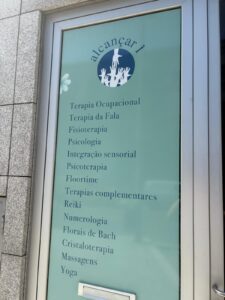 alcançar!
Terapia Ocupacional
Terapia da Fala
Fisioterapia
Psicologia
Integração sensorial
Psicoterapia
Floortime
Terapias complementares
Reiki
Numerologia
Florais de Bach
Cristaloterapia
Massagens
Yoga